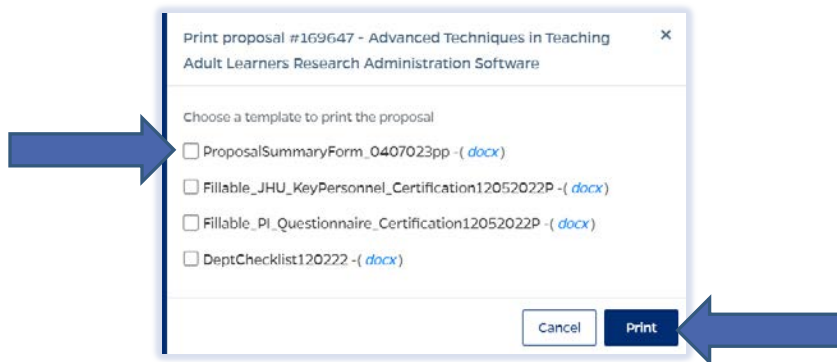 Print proposal #169647 - Advanced Techniques in Teaching ×
Adult Learners Research Administration Software
Choose a template to print the proposal
ProposalSummaryForm_0407023pp -( docx )
Fillable_JHU_KeyPersonnel_Certification12052022P -( docx )
Fillable_PI_Questionnaire_Certification12052022P -( docx )
DeptChecklist120222 -( docx )
Cancel Print